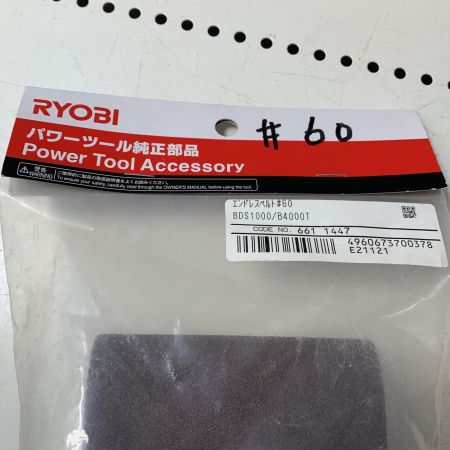 RYOBI
# 60
パワーツール純正部品
Power Tool Accessory
警告 ご使用前に製品の取扱説明書をよくお読みください。
WARNING To ensure your safety, carefully read through the OWNER'S MANUAL before using the tool.
エンドレスベルト#60
BDS1000/B4000T
CODE NO. 661 1447
4960673700378
E21121